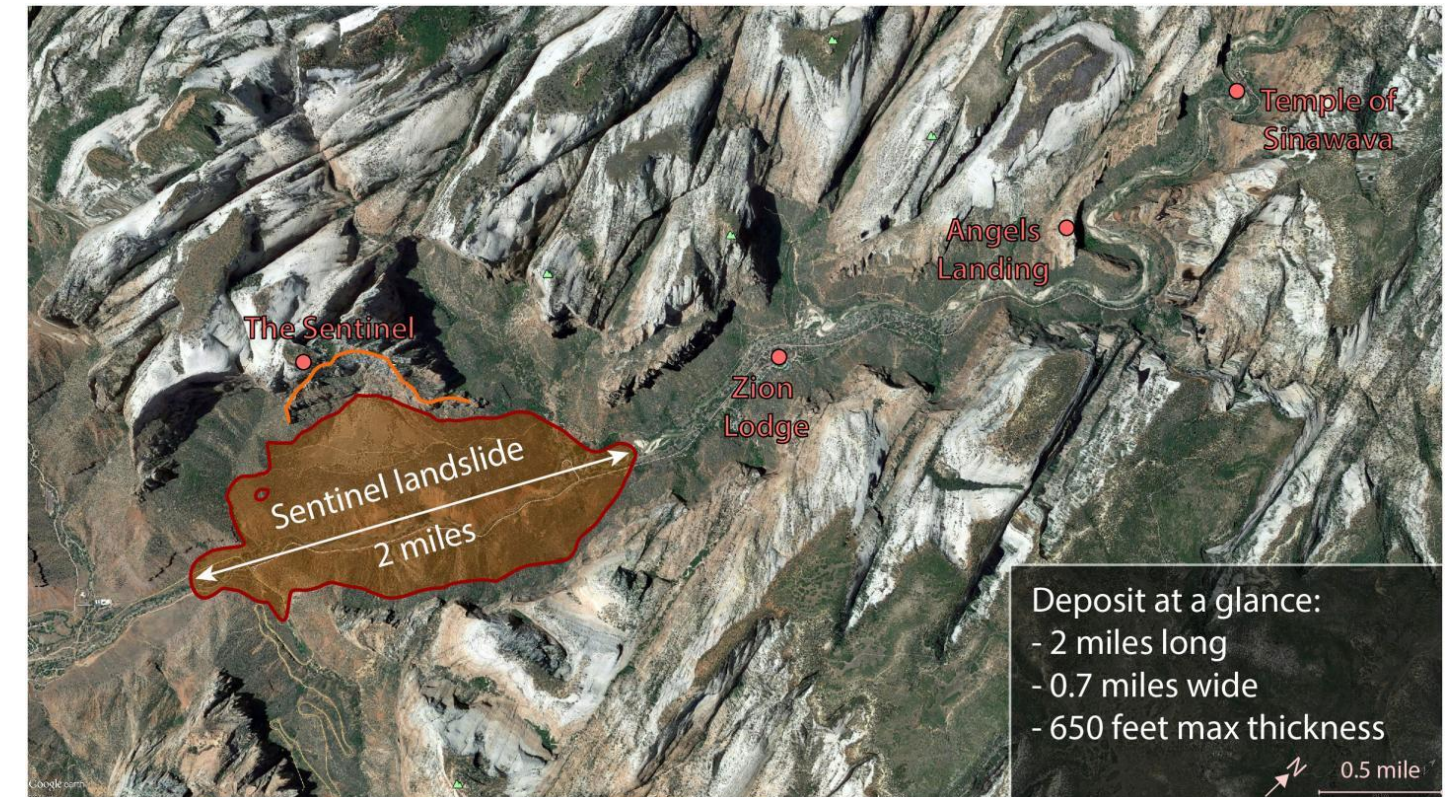 Temple of
Sinawava
Angels
Landing
The Sentinel
Zion
Lodge
Sentinel landslide
2 miles
Deposit at a glance:
- 2 miles long
- 0.7 miles wide
- 650 feet max thickness
N
0.5 mile
Google earth